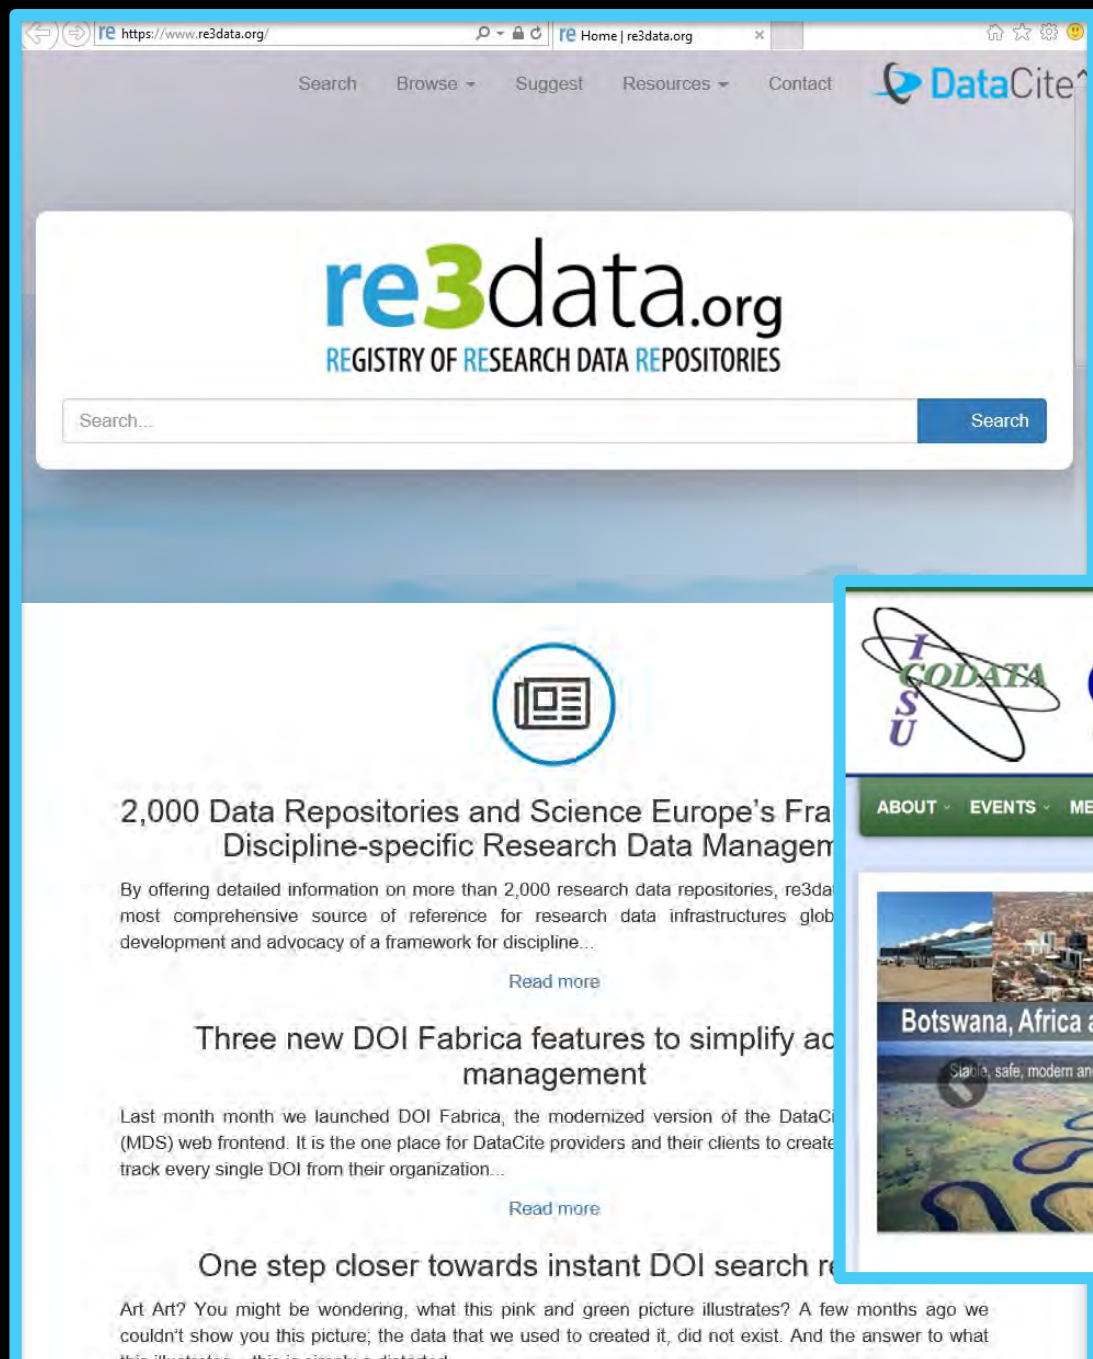 re https://www.re3data.org/
re Home | re3data.org
Search Browse Suggest Resources Contact
DataCite
re3data.org
REGISTRY OF RESEARCH DATA REPOSITORIES
Search...
Search
2,000 Data Repositories and Science Europe's Fra
Discipline-specific Research Data Managem
By offering detailed information on more than 2,000 research data repositories, re3dat
most comprehensive source of reference for research data infrastructures glob
development and advocacy of a framework for discipline...
Read more
Three new DOI Fabrica features to simplify ac
management
Last month month we launched DOI Fabrica, the modernized version of the DataCi
(MDS) web frontend. It is the one place for DataCite providers and their clients to create
track every single DOI from their organization...
Read more
One step closer towards instant DOI search re
Art Art? You might be wondering, what this pink and green picture illustrates? A few months ago we
couldn't show you this picture; the data that we used to created it, did not exist. And the answer to what
ICSU
CODATA
ABOUT EVENTS ME
Botswana, Africa a
Stable, safe, modern and